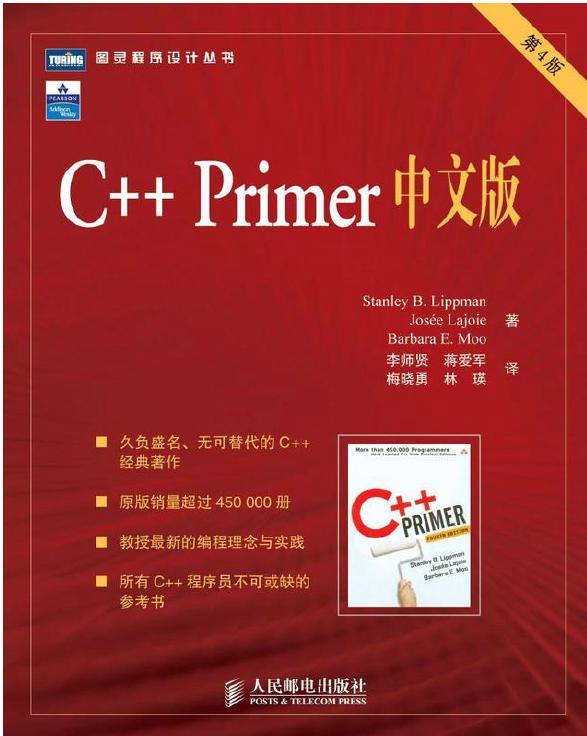 TURING 图灵程序设计丛书
第4版
PEARSON
Addison
Wesley
C++ Primer 中文版
Stanley B. Lippman
Josée Lajoie 著
Barbara E. Moo
李师贤 蒋爱军
梅晓勇 林 瑛 译
■ 久负盛名、无可替代的 C++
经典著作
■ 原版销量超过 450 000 册
■ 教授最新的编程理念与实践
■ 所有 C++ 程序员不可或缺的
参考书
More than 450,000 Programmers
Have Learned C++ from Previous Editions
C++
PRIMER
FOURTH EDITION
Stanley B. Lippman
Josée Lajoie
Barbara E. Moo
人民邮电出版社
POSTS & TELECOM PRESS